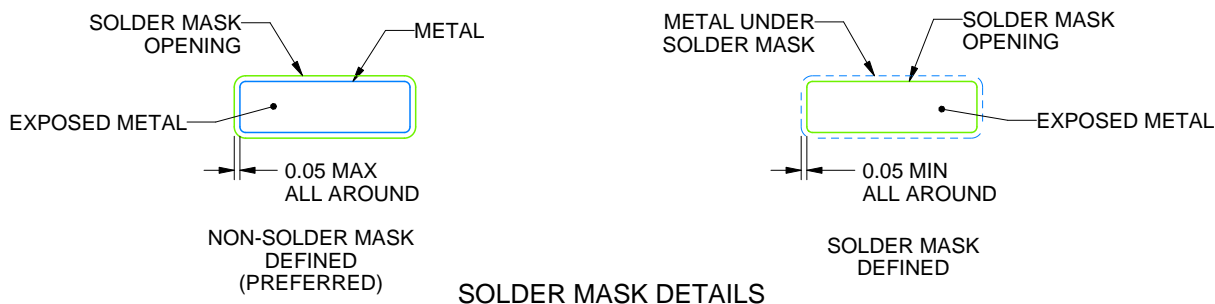 SOLDER MASK
OPENING
METAL
EXPOSED METAL
0.05 MAX
ALL AROUND
NON-SOLDER MASK
DEFINED
(PREFERRED)
METAL UNDER
SOLDER MASK
SOLDER MASK
OPENING
EXPOSED METAL
0.05 MIN
ALL AROUND
SOLDER MASK
DEFINED
SOLDER MASK DETAILS